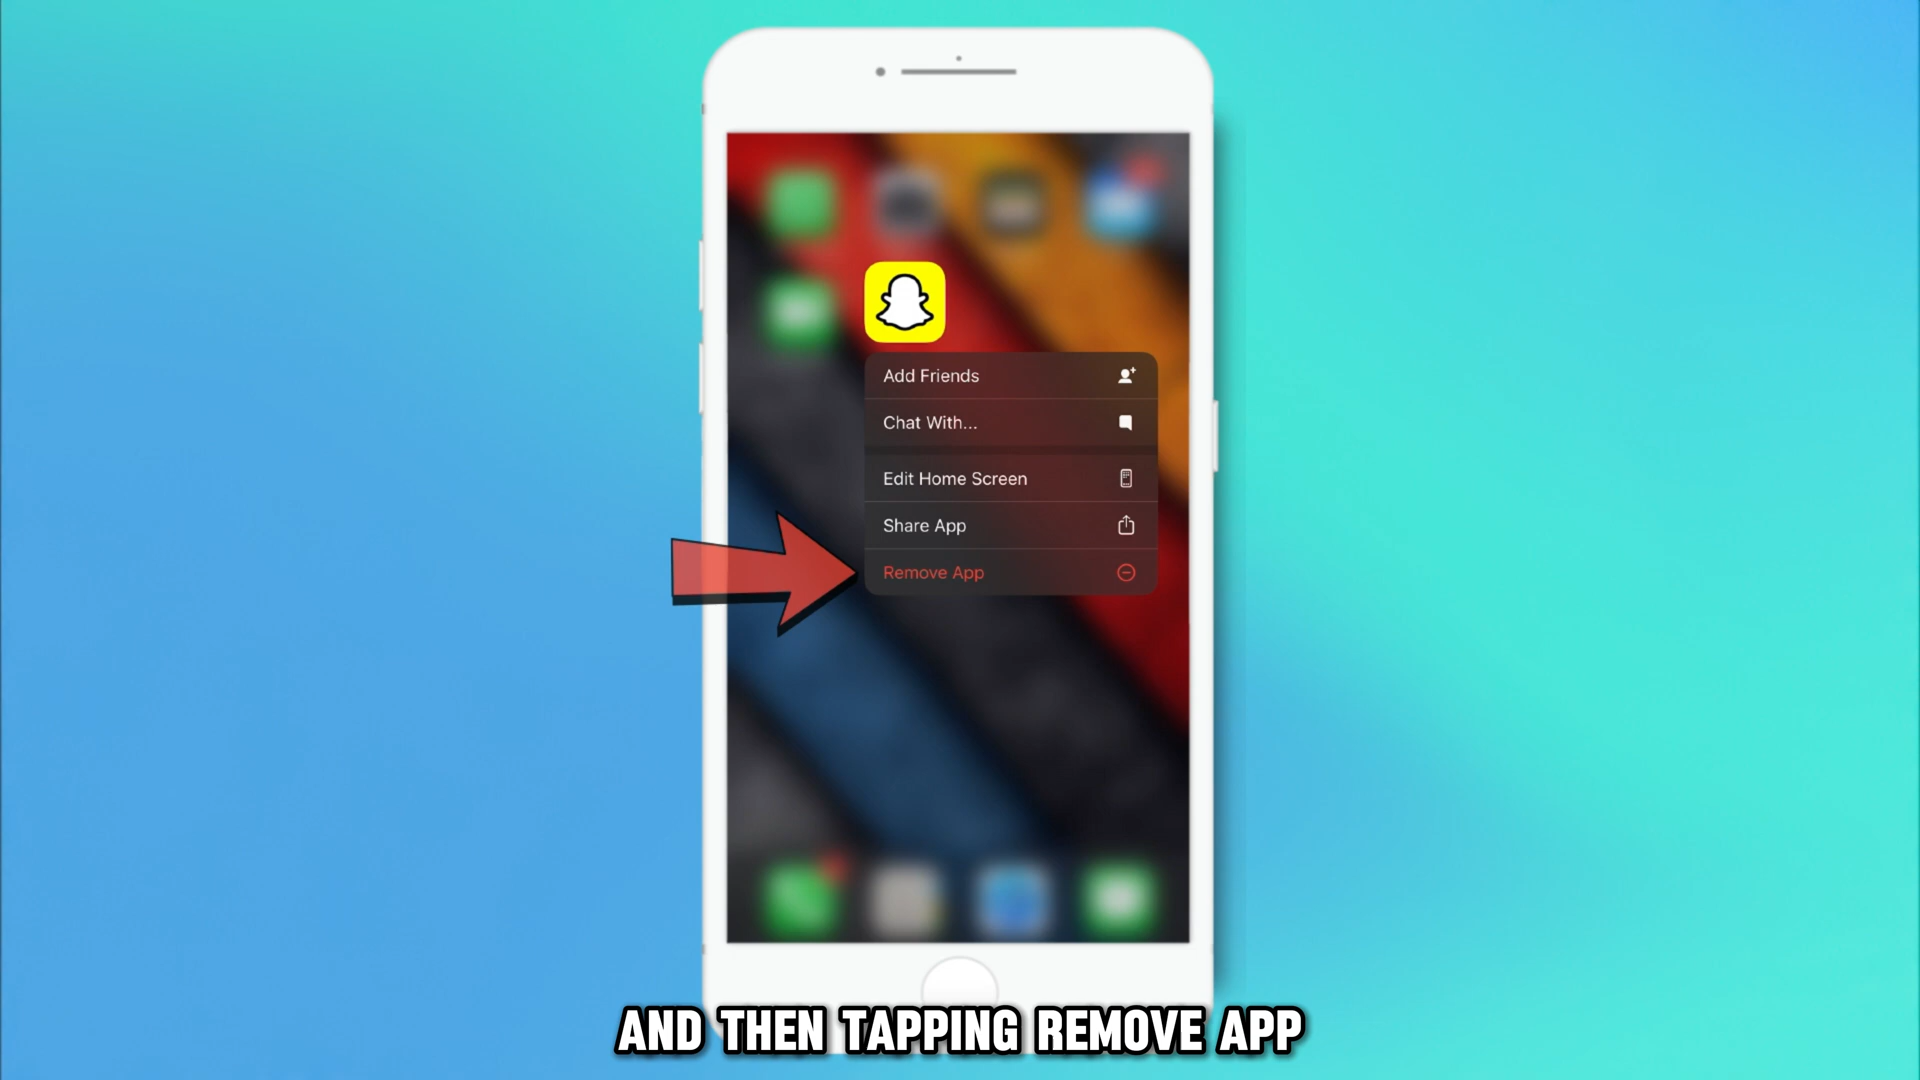 Add Friends
Chat With...
Edit Home Screen
Share App
Remove App
AND THEN TAPPING REMOVE APP